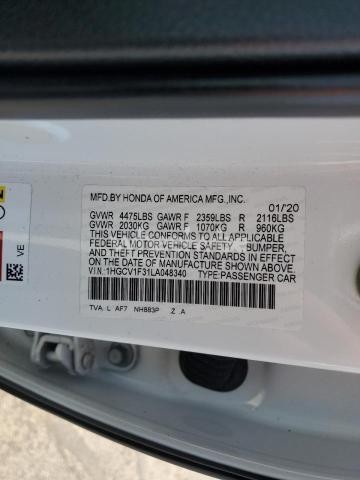 MFD.BY HONDA OF AMERICA MFG.,INC. 01/'20
GVWR 4475LBS GAWR F 2359LBS R 2116LBS
GVWR 2030KG GAWR F 1070KG R 960KG
THIS VEHICLE CONFORMS TO ALL APPLICABLE
FEDERAL MOTOR VEHICLE SAFETY, BUMPER,
AND THEFT PREVENTION STANDARDS IN EFFECT
ON THE DATE OF MANUFACTURE SHOWN ABOVE.
VIN:1HGCV1F31LA048340 TYPE:PASSENGER CAR
TVA L AF7 NH883P Z A
VE